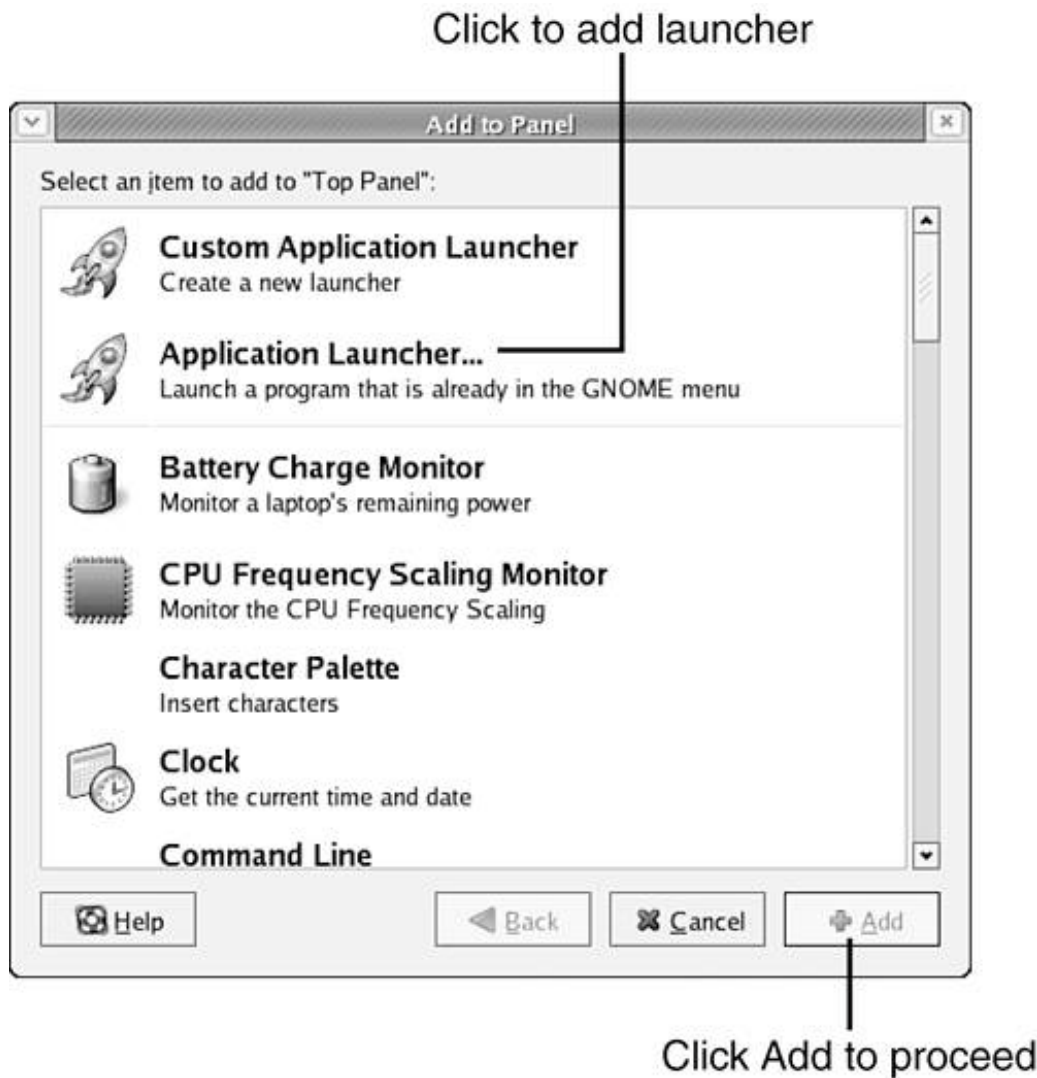 Click to add launcher
Add to Panel
Select an item to add to "Top Panel":
Custom Application Launcher
Create a new launcher
Application Launcher...
Launch a program that is already in the GNOME menu
Battery Charge Monitor
Monitor a laptop's remaining power
CPU Frequency Scaling Monitor
Monitor the CPU Frequency Scaling
Character Palette
Insert characters
Clock
Get the current time and date
Command Line
Help
Back
Cancel
Add
Click Add to proceed